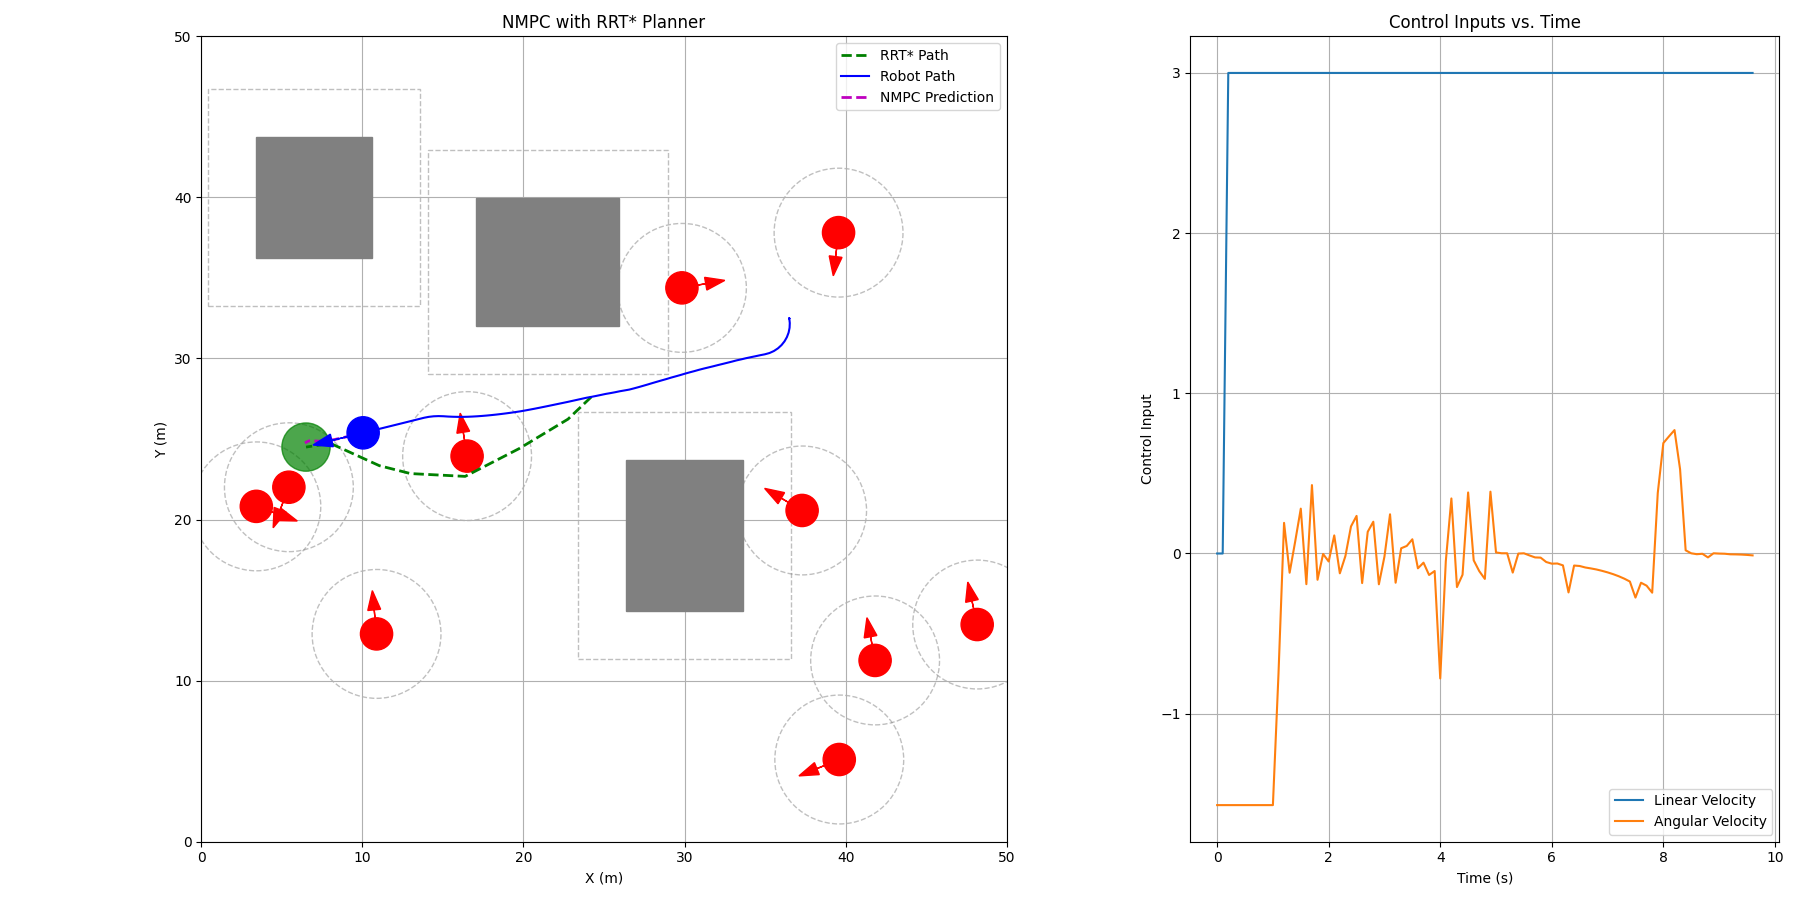 NMPC with RRT* Planner
50
40
30
20
10
0
Y (m)
0 10 20 30 40 50
X (m)
RRT* Path
Robot Path
NMPC Prediction
Control Inputs vs. Time
3
2
1
0
−1
Control Input
0 2 4 6 8 10
Time (s)
Linear Velocity
Angular Velocity